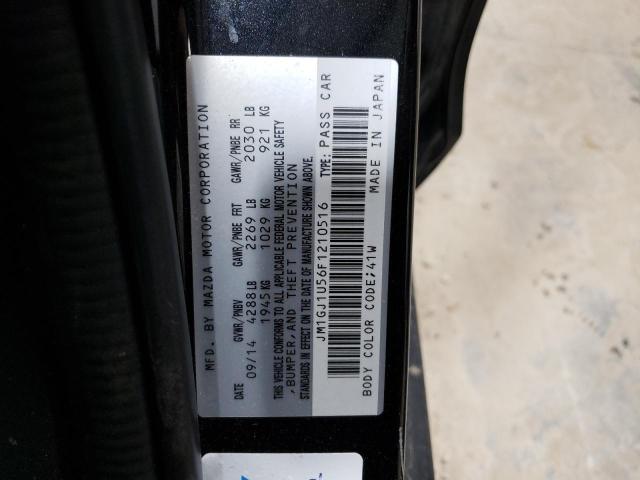 MFD. BY MAZDA MOTOR CORPORATION
DATE GVWR/PNBV GAWR/PNBE FRT GAWR/PNBE RR
09/14 4288 LB 2269 LB 2030 LB
1945 KG 1029 KG 921 KG
THIS VEHICLE CONFORMS TO ALL APPLICABLE FEDERAL MOTOR VEHICLE SAFETY
,BUMPER,AND THEFT PREVENTION
STANDARDS IN EFFECT ON THE DATE OF MANUFACTURE SHOWN ABOVE.
JM1GJ1U56F1210516 TYPE: PASS CAR
BODY COLOR CODE;41W MADE IN JAPAN